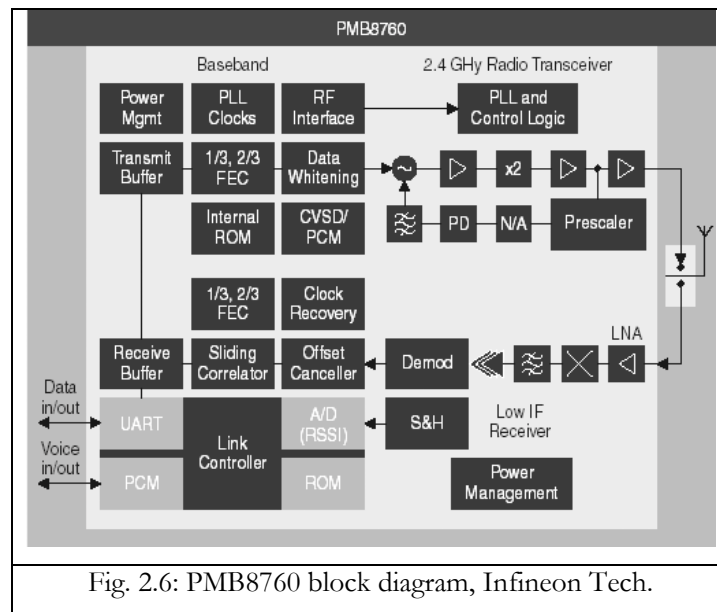 PMB8760
Baseband
2.4 GHy Radio Transceiver
Power
Mgmt
PLL
Clocks
RF
Interface
PLL and
Control Logic
Transmit
Buffer
1/3, 2/3
FEC
Data
Whitening
~
x2
Internal
ROM
CVSD/
PCM
PD
N/A
Prescaler
1/3, 2/3
FEC
Clock
Recovery
LNA
Receive
Buffer
Sliding
Correlator
Offset
Canceller
Demod
Data
in/out
UART
Link
Controller
A/D
(RSSI)
S&H
Low IF
Receiver
Voice
in/out
PCM
ROM
Power
Management
Fig. 2.6: PMB8760 block diagram, Infineon Tech.